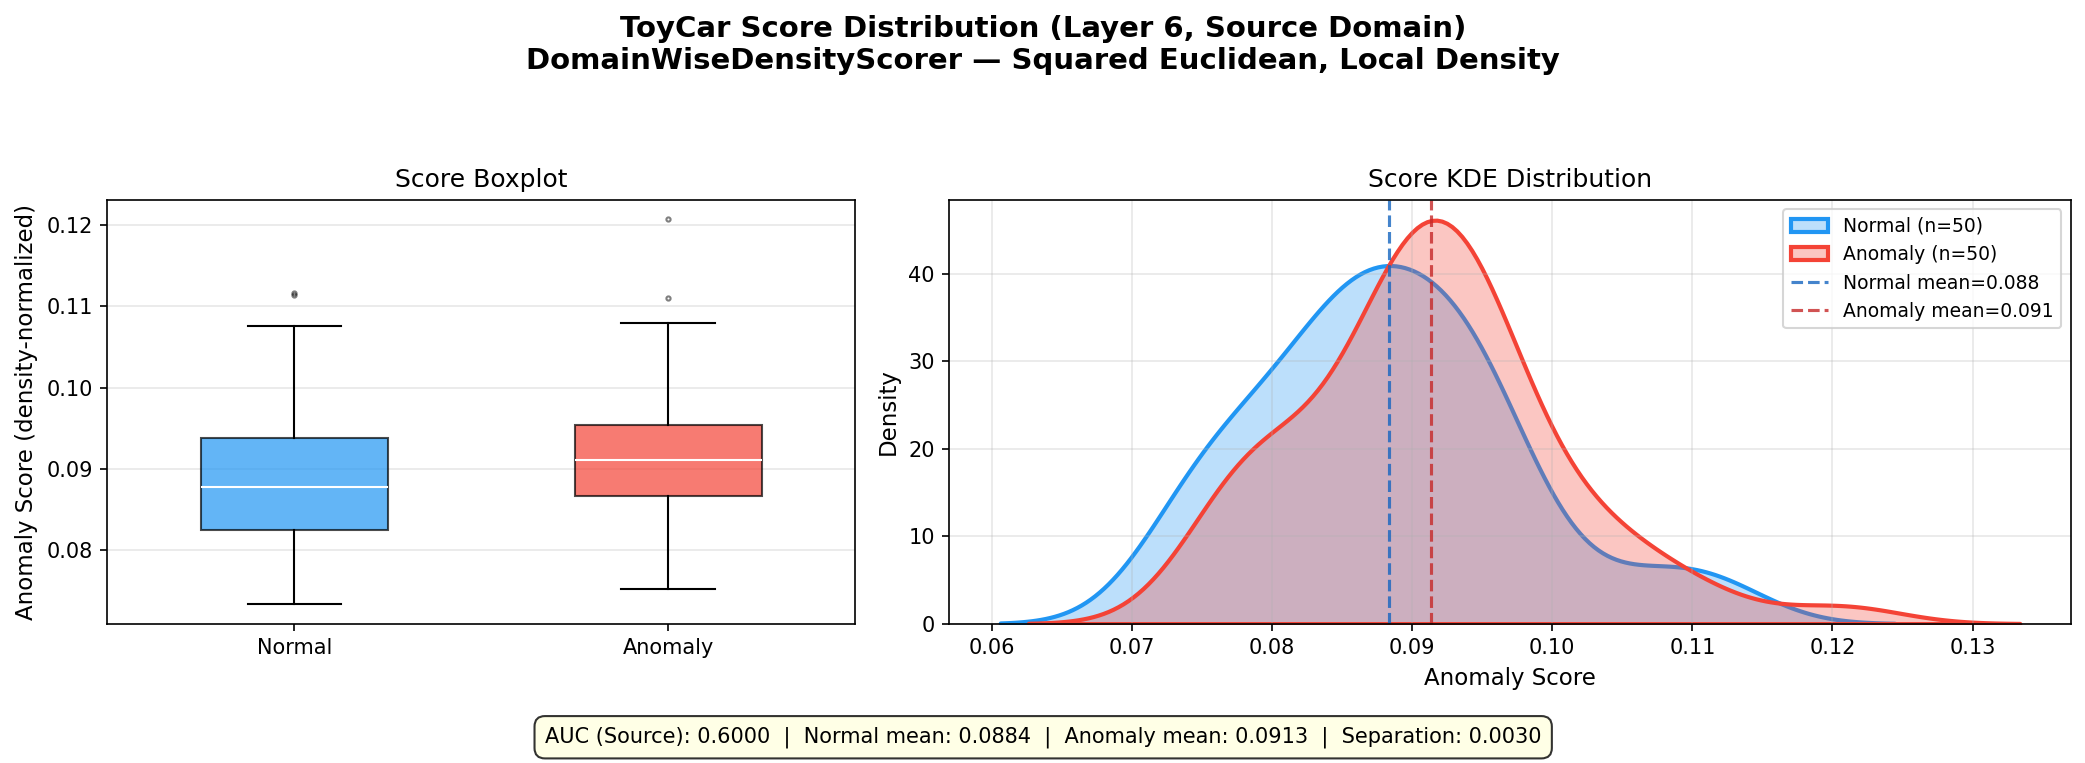 ToyCar Score Distribution (Layer 6, Source Domain)
DomainWiseDensityScorer — Squared Euclidean, Local Density
Score Boxplot
Anomaly Score (density-normalized)
0.12
0.11
0.10
0.09
0.08
Normal
Anomaly
Score KDE Distribution
Density
40
30
20
10
0
0.06
0.07
0.08
0.09
0.10
0.11
0.12
0.13
Anomaly Score
Normal (n=50)
Anomaly (n=50)
Normal mean=0.088
Anomaly mean=0.091
AUC (Source): 0.6000 | Normal mean: 0.0884 | Anomaly mean: 0.0913 | Separation: 0.0030